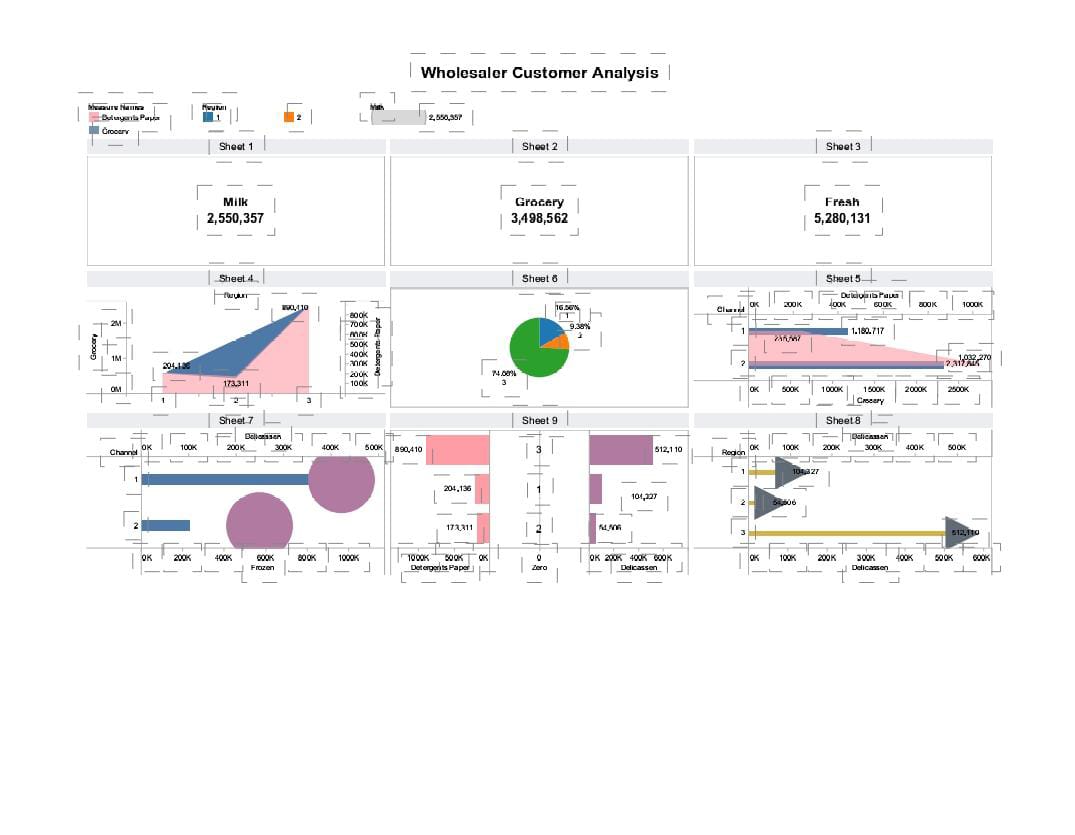 Wholesaler Customer Analysis
Measure Names
Detergents Paper
Grocery
Region
1
2
Milk
2,550,357
Sheet 1
Sheet 2
Sheet 3
Milk
2,550,357
Grocery
3,498,562
Fresh
5,280,131
Sheet 4
Sheet 6
Sheet 5
Region
890,410
204,136
173,311
Grocery
2M
1M
0M
1 2 3
800K
700K
600K
500K
400K
300K
200K
100K
Detergents Paper
16.56%
1
9.38%
2
74.06%
3
Detergents Paper
0K 200K 400K 600K 800K 1000K
Channel
1
2
1,180,717
1,032,270
2,317,845
0K 500K 1000K 1500K 2000K 2500K
Grocery
Sheet 7
Sheet 9
Sheet 8
Delicassen
0K 100K 200K 300K 400K 500K
Channel
1
2
0K 200K 400K 600K 800K 1000K
Frozen
890,410 3 512,110
204,136 1 104,327
173,311 2 54,506
1000K 500K 0K
Detergents Paper
0
Zero
0K 200K 400K 600K
Delicassen
Delicassen
0K 100K 200K 300K 400K 500K
Region
1 104,327
2 54,506
3 512,110
0K 100K 200K 300K 400K 500K 600K
Delicassen